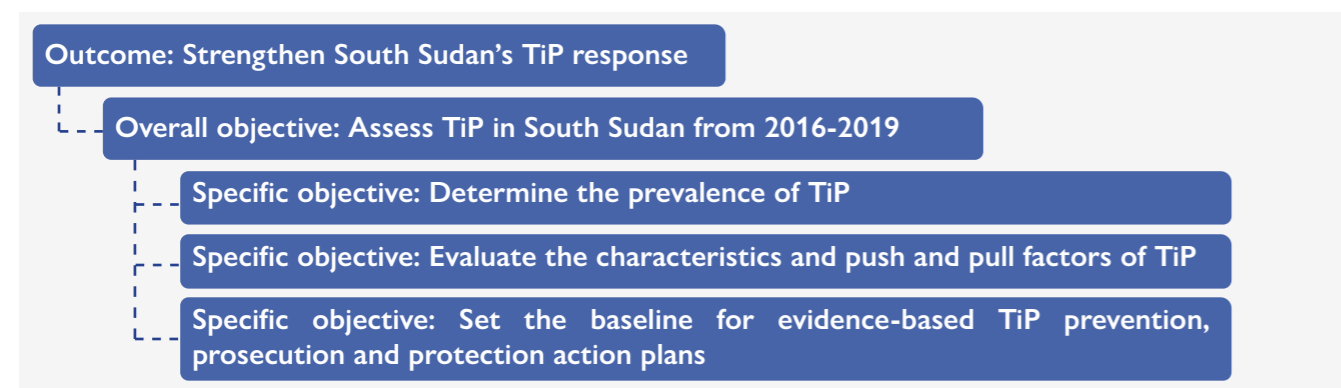 Outcome: Strengthen South Sudan’s TiP response
Overall objective: Assess TiP in South Sudan from 2016-2019
Specific objective: Determine the prevalence of TiP
Specific objective: Evaluate the characteristics and push and pull factors of TiP
Specific objective: Set the baseline for evidence-based TiP prevention,
prosecution and protection action plans